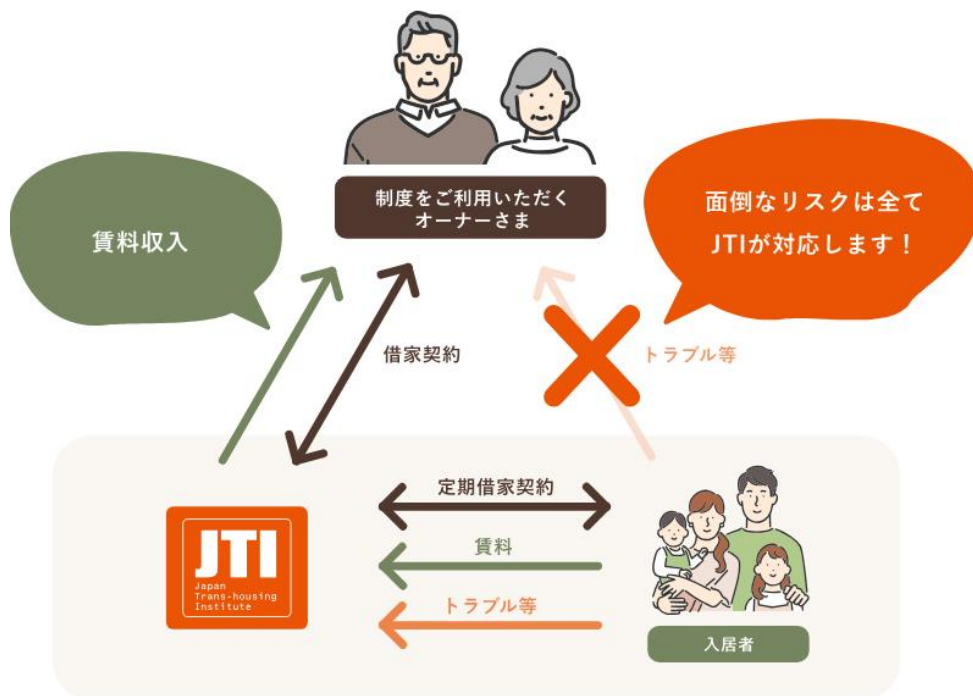 制度をご利用いただく
オーナーさま
賃料収入
面倒なリスクは全て
JTIが対応します！
借家契約
トラブル等
定期借家契約
賃料
トラブル等
JTI
Japan
Trans-housing
Institute
入居者